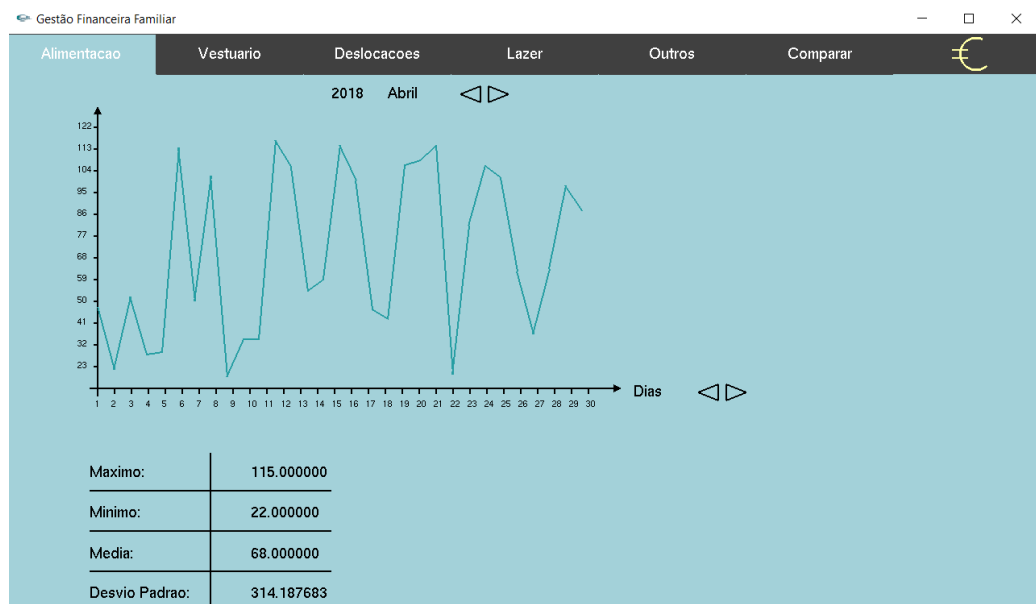 Gestão Financeira Familiar
Alimentacao Vestuario Deslocacoes Lazer Outros Comparar €
2018 Abril
122
113
104
95
86
77
68
59
50
41
32
23
1 2 3 4 5 6 7 8 9 10 11 12 13 14 15 16 17 18 19 20 21 22 23 24 25 26 27 28 29 30 Dias
Maximo: 115.000000
Minimo: 22.000000
Media: 68.000000
Desvio Padrao: 314.187683